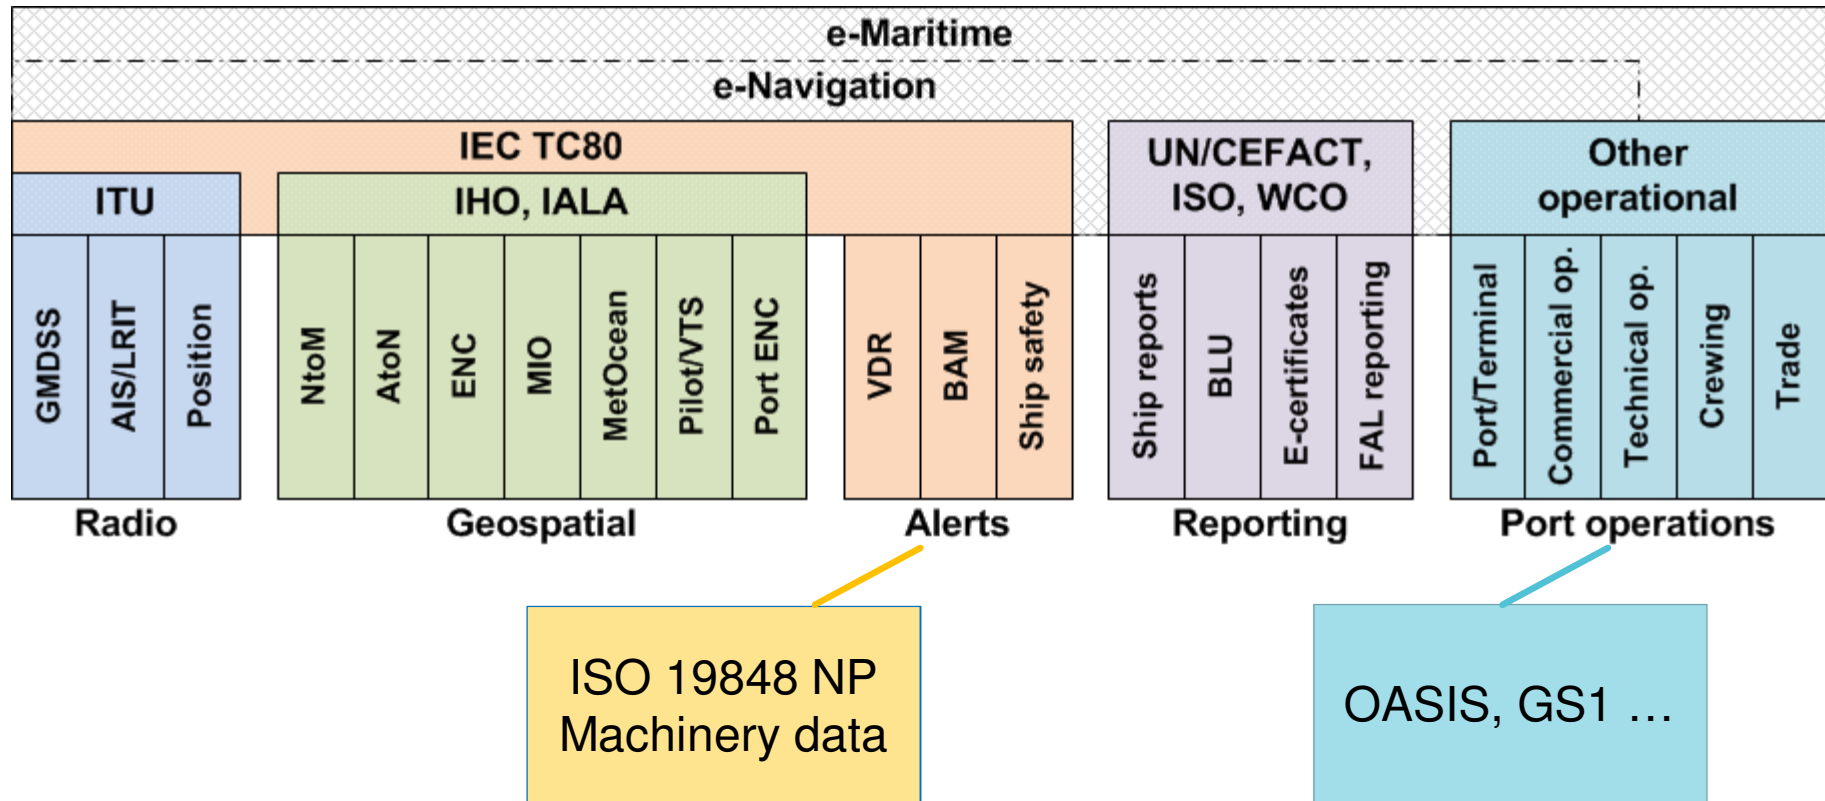 e-Maritime
e-Navigation
IEC TC80
ITU
IHO, IALA
UN/CEFACT,
ISO, WCO
Other
operational
GMDSS
AIS/LRIT
Position
NtoM
AtoN
ENC
MIO
MetOcean
Pilot/VTS
Port ENC
VDR
BAM
Ship safety
Ship reports
BLU
E-certificates
FAL reporting
Port/Terminal
Commercial op.
Technical op.
Crewing
Trade
Radio
Geospatial
Alerts
Reporting
Port operations
ISO 19848 NP
Machinery data
OASIS, GS1 …